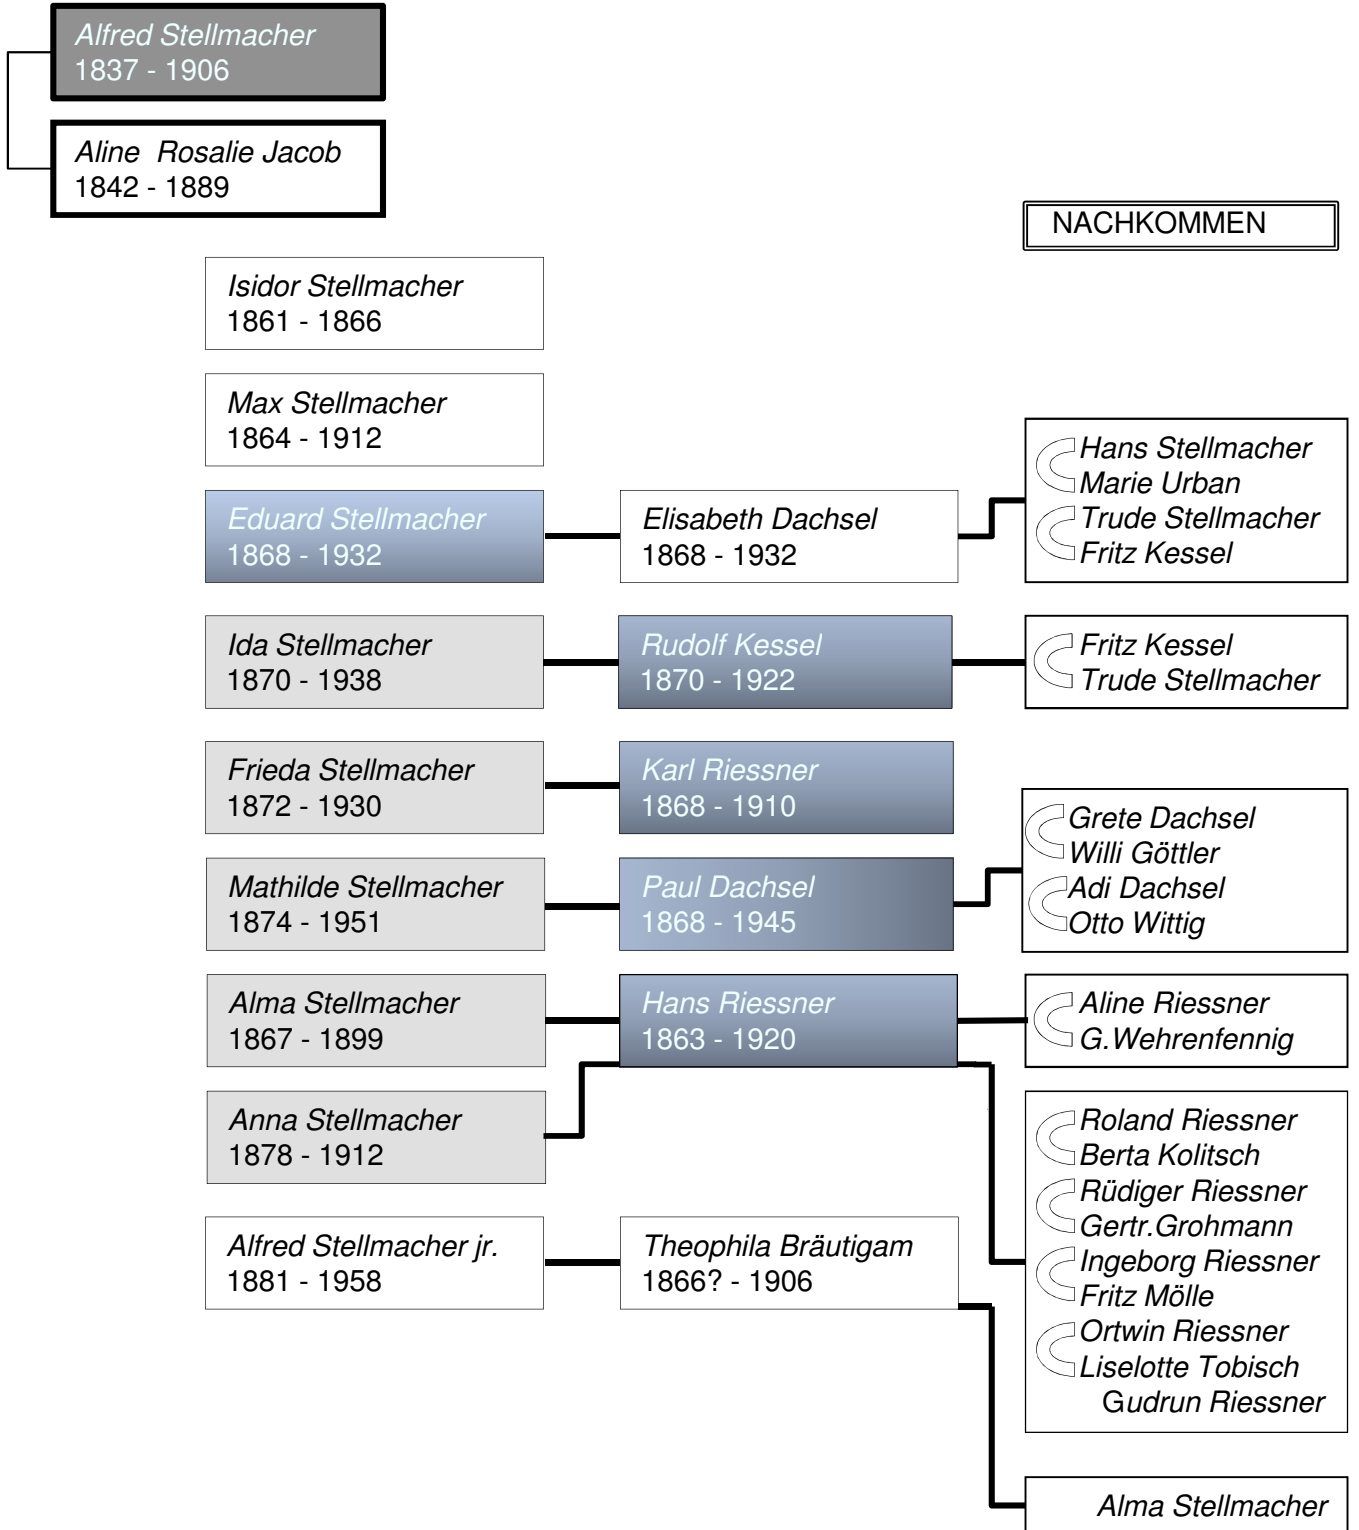 Alfred Stellmacher
1837 - 1906
Aline Rosalie Jacob
1842 - 1889
NACHKOMMEN
Isidor Stellmacher
1861 - 1866
Max Stellmacher
1864 - 1912
Eduard Stellmacher
1868 - 1932
Elisabeth Dachsel
1868 - 1932
Hans Stellmacher
Marie Urban
Trude Stellmacher
Fritz Kessel
Ida Stellmacher
1870 - 1938
Rudolf Kessel
1870 - 1922
Fritz Kessel
Trude Stellmacher
Frieda Stellmacher
1872 - 1930
Karl Riessner
1868 - 1910
Mathilde Stellmacher
1874 - 1951
Paul Dachsel
1868 - 1945
Grete Dachsel
Willi Göttler
Adi Dachsel
Otto Wittig
Alma Stellmacher
1867 - 1899
Hans Riessner
1863 - 1920
Aline Riessner
G.Wehrenfennig
Anna Stellmacher
1878 - 1912
Roland Riessner
Berta Kolitsch
Rüdiger Riessner
Gertr.Grohmann
Ingeborg Riessner
Fritz Mölle
Ortwin Riessner
Liselotte Tobisch
Gudrun Riessner
Alfred Stellmacher jr.
1881 - 1958
Theophila Bräutigam
1866? - 1906
Alma Stellmacher